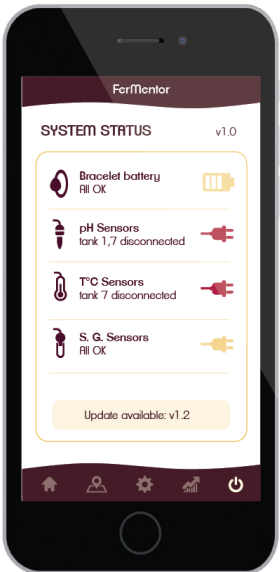 FerMentor
SYSTEM STATUS v1.0
Bracelet battery
All OK
pH Sensors
tank 1,7 disconnected
T°C Sensors
tank 7 disconnected
S. G. Sensors
All OK
Update available: v1.2